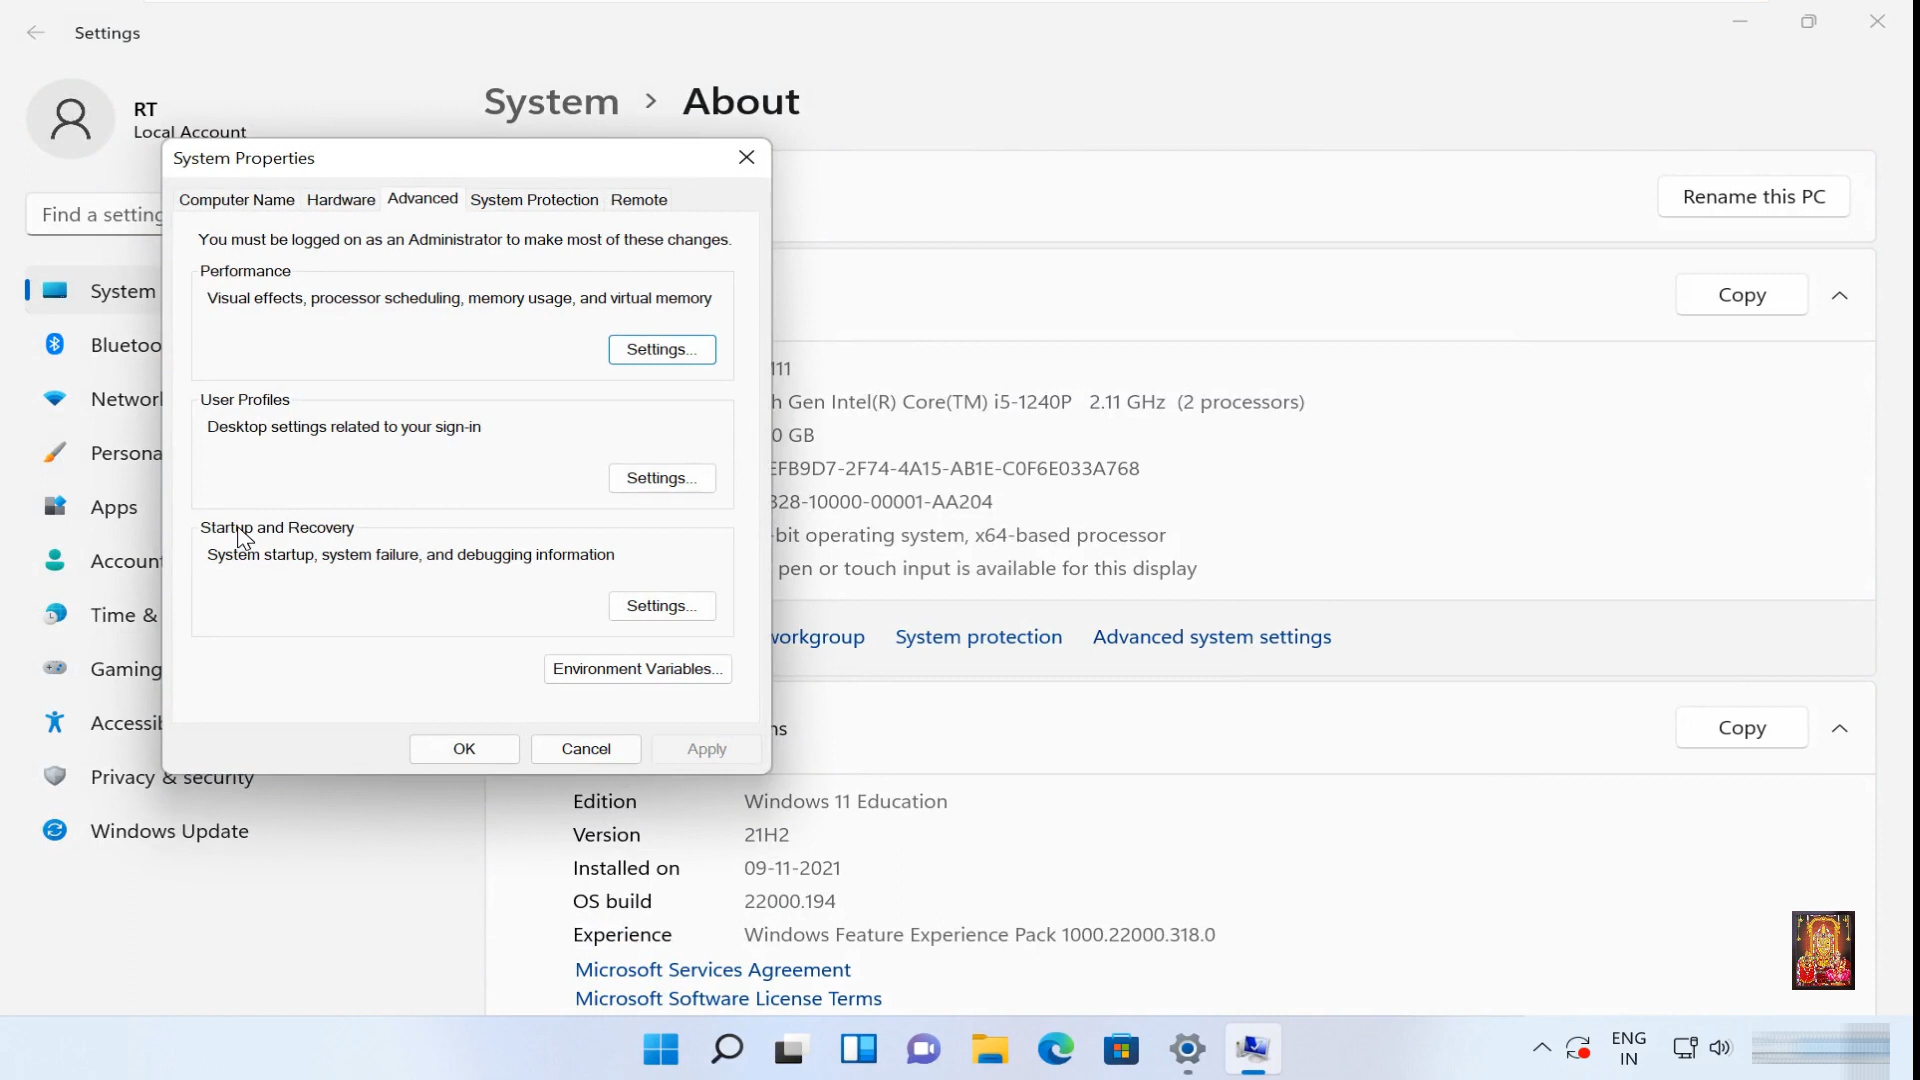 Settings
RT
Local Account
System > About
Find a setting
System
Bluetoo
Networ
Persona
Apps
Accoun
Time &
Gaming
Accessib
Privacy & security
Windows Update
System Properties
Computer Name
Hardware
Advanced
System Protection
Remote
You must be logged on as an Administrator to make most of these changes.
Performance
Visual effects, processor scheduling, memory usage, and virtual memory
Settings...
User Profiles
Desktop settings related to your sign-in
Settings...
Startup and Recovery
System startup, system failure, and debugging information
Settings...
Environment Variables...
OK
Cancel
Apply
Rename this PC
Copy
h Gen Intel(R) Core(TM) i5-1240P 2.11 GHz (2 processors)
0 GB
EFB9D7-2F74-4A15-AB1E-C0F6E033A768
328-10000-00001-AA204
-bit operating system, x64-based processor
pen or touch input is available for this display
workgroup
System protection
Advanced system settings
ns
Copy
Edition Windows 11 Education
Version 21H2
Installed on 09-11-2021
OS build 22000.194
Experience Windows Feature Experience Pack 1000.22000.318.0
Microsoft Services Agreement
Microsoft Software License Terms
ENG
IN